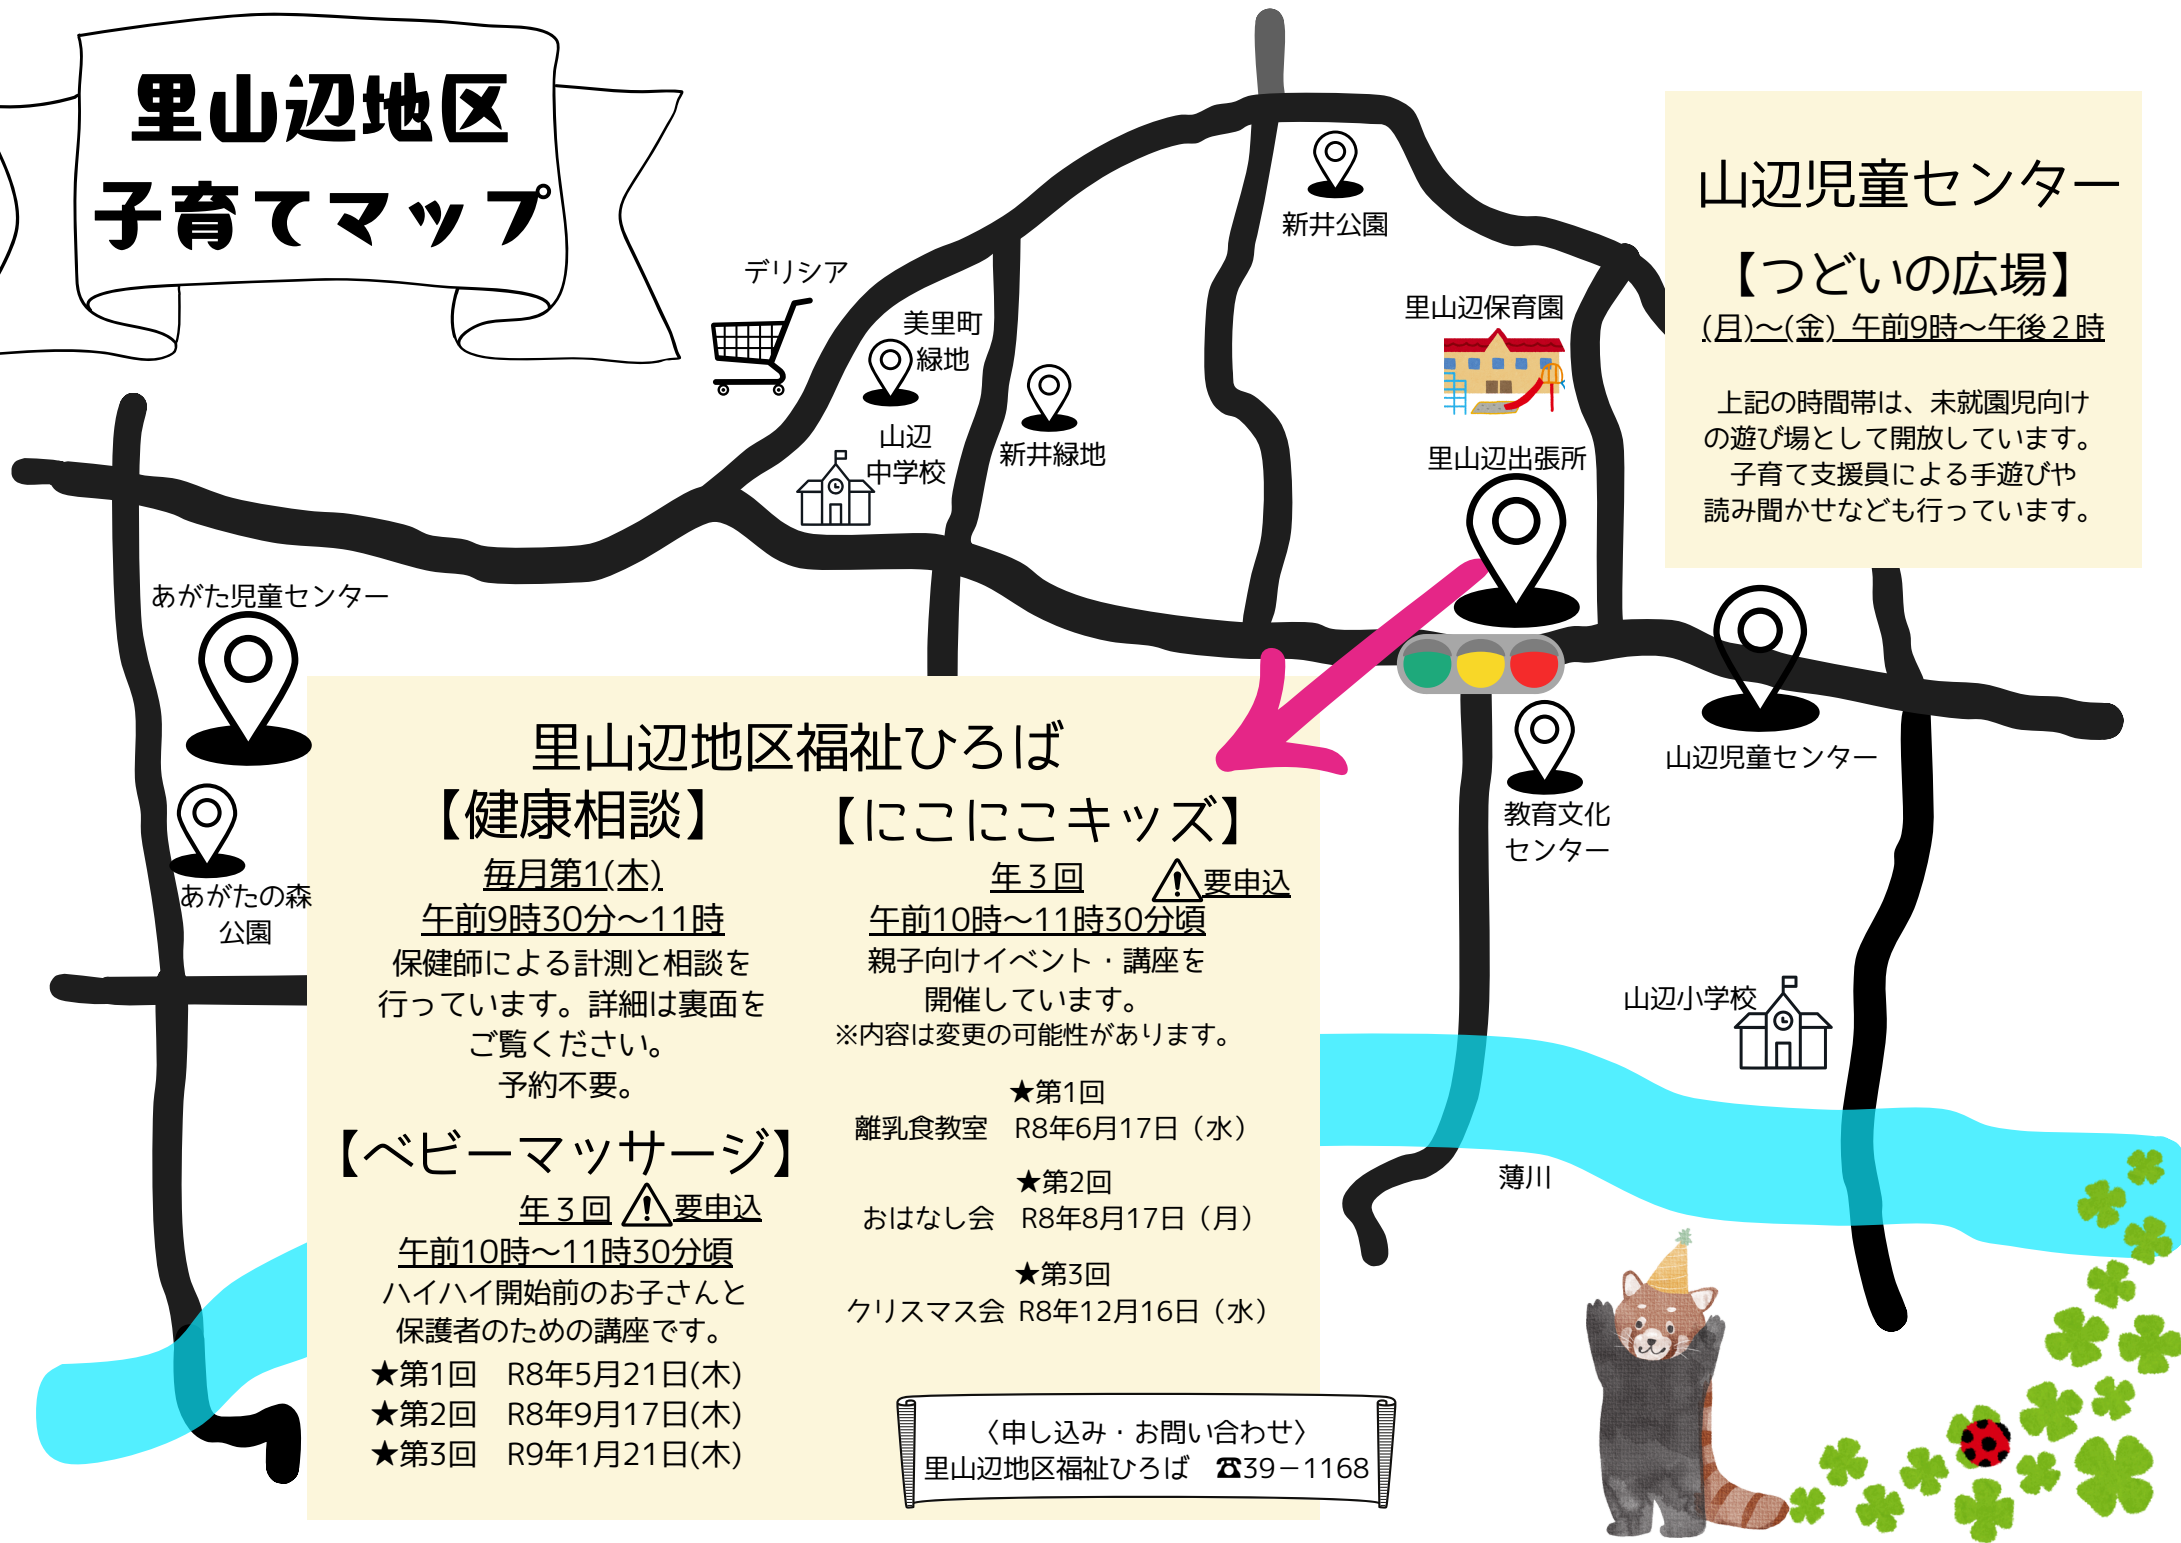 里山辺地区
子育てマップ
デリシア
美里町
緑地
山辺
中学校
新井緑地
新井公園
里山辺保育園
里山辺出張所
あがた児童センター
あがたの森
公園
山辺児童センター
【つどいの広場】
(月)～(金) 午前9時～午後２時
上記の時間帯は、未就園児向け
の遊び場として開放しています。
子育て支援員による手遊びや
読み聞かせなども行っています。
山辺児童センター
教育文化
センター
山辺小学校
薄川
里山辺地区福祉ひろば
【健康相談】
毎月第1(木)
午前9時30分～11時
保健師による計測と相談を
行っています。詳細は裏面を
ご覧ください。
予約不要。
【ベビーマッサージ】
年３回 要申込
午前10時～11時30分頃
ハイハイ開始前のお子さんと
保護者のための講座です。
★第1回　R8年5月21日(木)
★第2回　R8年9月17日(木)
★第3回　R9年1月21日(木)
【にこにこキッズ】
年３回 要申込
午前10時～11時30分頃
親子向けイベント・講座を
開催しています。
※内容は変更の可能性があります。
★第1回
離乳食教室　R8年6月17日（水）
★第2回
おはなし会　R8年8月17日（月）
★第3回
クリスマス会 R8年12月16日（水）
〈申し込み・お問い合わせ〉
里山辺地区福祉ひろば　☎39－1168